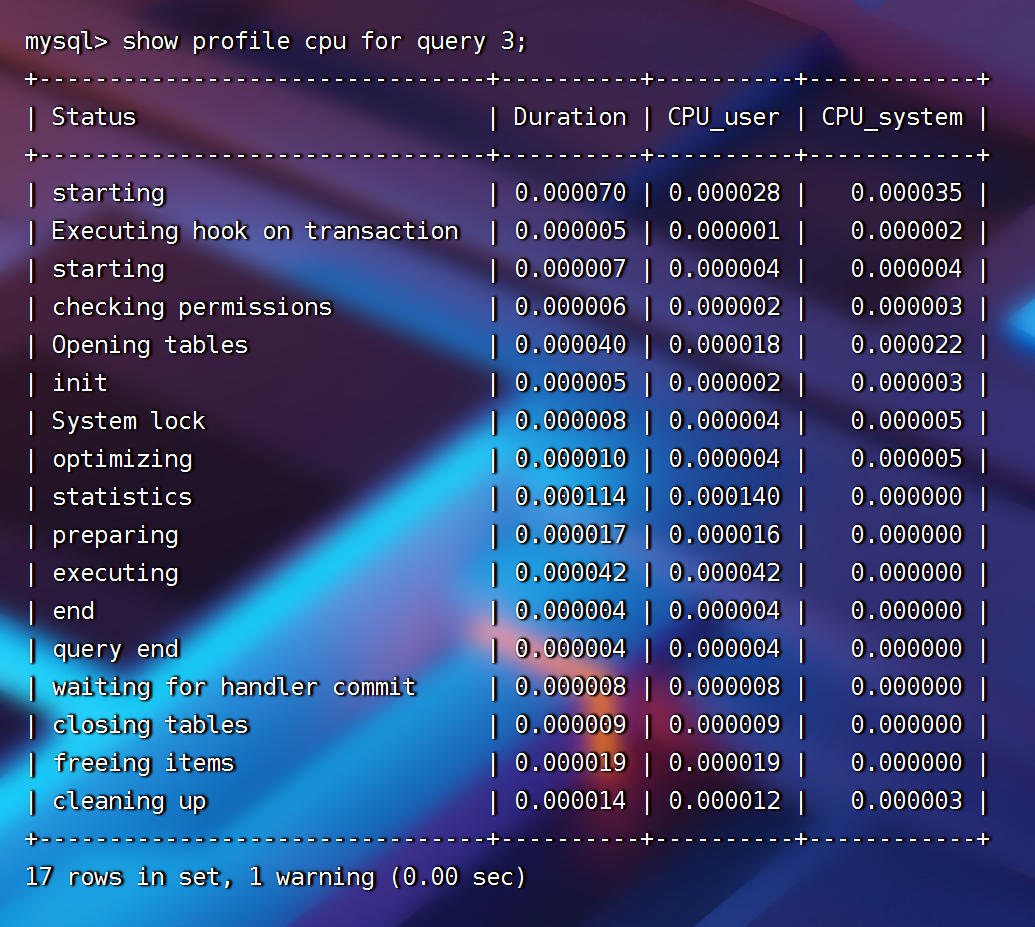 mysql> show profile cpu for query 3;
+--------------------------------+----------+----------+------------+
| Status                         | Duration | CPU_user | CPU_system |
+--------------------------------+----------+----------+------------+
| starting                       | 0.000070 | 0.000028 |   0.000035 |
| Executing hook on transaction  | 0.000005 | 0.000001 |   0.000002 |
| starting                       | 0.000007 | 0.000004 |   0.000004 |
| checking permissions           | 0.000006 | 0.000002 |   0.000003 |
| Opening tables                 | 0.000040 | 0.000018 |   0.000022 |
| init                           | 0.000005 | 0.000002 |   0.000003 |
| System lock                    | 0.000008 | 0.000004 |   0.000005 |
| optimizing                     | 0.000010 | 0.000004 |   0.000005 |
| statistics                     | 0.000114 | 0.000140 |   0.000000 |
| preparing                      | 0.000017 | 0.000016 |   0.000000 |
| executing                      | 0.000042 | 0.000042 |   0.000000 |
| end                            | 0.000004 | 0.000004 |   0.000000 |
| query end                      | 0.000004 | 0.000004 |   0.000000 |
| waiting for handler commit     | 0.000008 | 0.000008 |   0.000000 |
| closing tables                 | 0.000009 | 0.000009 |   0.000000 |
| freeing items                  | 0.000019 | 0.000019 |   0.000000 |
| cleaning up                    | 0.000014 | 0.000012 |   0.000003 |
+--------------------------------+----------+----------+------------+
17 rows in set, 1 warning (0.00 sec)